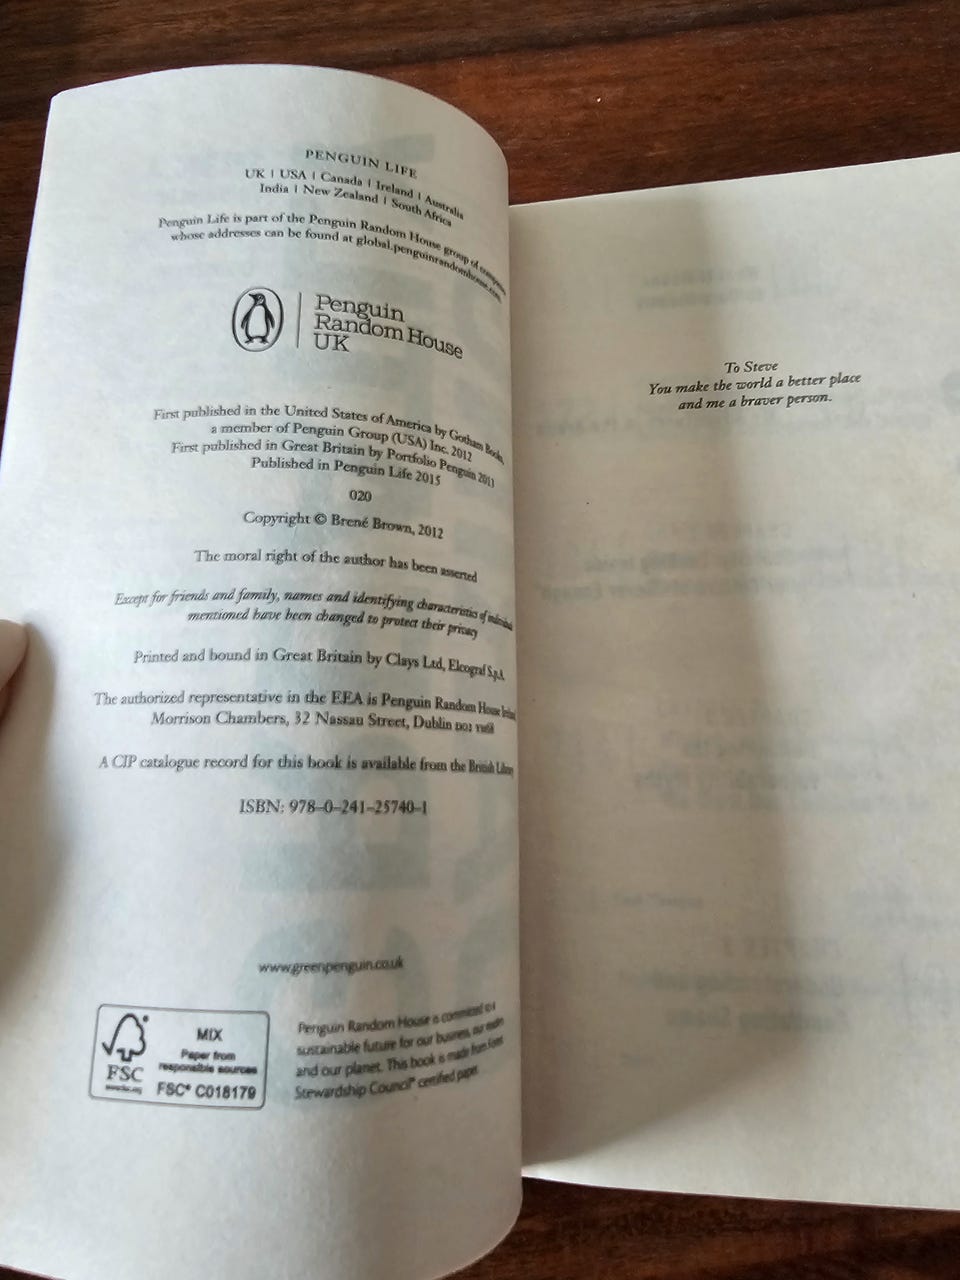 PENGUIN LIFE
UK | USA | Canada | Ireland | Australia
India | New Zealand | South Africa
Penguin Life is part of the Penguin Random House group of companies
whose addresses can be found at global.penguinrandomhouse.com.
Penguin
Random House
UK
First published in the United States of America by Gotham Books,
a member of Penguin Group (USA) Inc. 2012
First published in Great Britain by Portfolio Penguin 2013
Published in Penguin Life 2015
020
Copyright © Brené Brown, 2012
The moral right of the author has been asserted
Except for friends and family, names and identifying characteristics of individuals
mentioned have been changed to protect their privacy
Printed and bound in Great Britain by Clays Ltd, Elcograf S.p.A.
The authorized representative in the EEA is Penguin Random House
Morrison Chambers, 32 Nassau Street, Dublin D02 YH68
A CIP catalogue record for this book is available from the British Library
ISBN: 978–0–241–25740–1
www.greenpenguin.co.uk
FSC
MIX
Paper from
responsible sources
FSC® C018179
Penguin Random House is committed to a
sustainable future for our business, our readers
and our planet. This book is made from Forest
Stewardship Council® certified paper.
To Steve
You make the world a better place
and me a braver person.